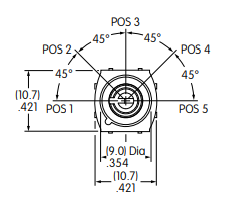 POS 3
45° 45°
POS 2 POS 4
45° 45°
(10.7)
.421
POS 1 POS 5
(9.0) Dia
.354
(10.7)
.421